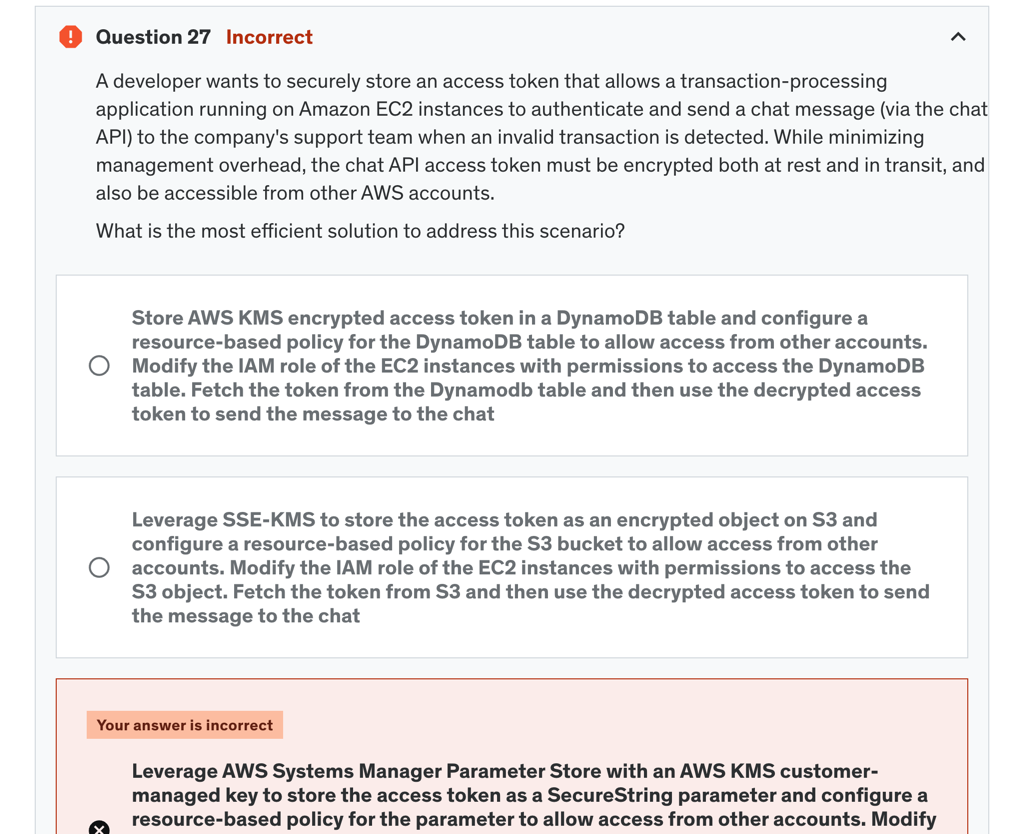 Question 27 Incorrect
A developer wants to securely store an access token that allows a transaction-processing
application running on Amazon EC2 instances to authenticate and send a chat message (via the chat
API) to the company's support team when an invalid transaction is detected. While minimizing
management overhead, the chat API access token must be encrypted both at rest and in transit, and
also be accessible from other AWS accounts.
What is the most efficient solution to address this scenario?
Store AWS KMS encrypted access token in a DynamoDB table and configure a
resource-based policy for the DynamoDB table to allow access from other accounts.
Modify the IAM role of the EC2 instances with permissions to access the DynamoDB
table. Fetch the token from the Dynamodb table and then use the decrypted access
token to send the message to the chat
Leverage SSE-KMS to store the access token as an encrypted object on S3 and
configure a resource-based policy for the S3 bucket to allow access from other
accounts. Modify the IAM role of the EC2 instances with permissions to access the
S3 object. Fetch the token from S3 and then use the decrypted access token to send
the message to the chat
Your answer is incorrect
Leverage AWS Systems Manager Parameter Store with an AWS KMS customer-
managed key to store the access token as a SecureString parameter and configure a
resource-based policy for the parameter to allow access from other accounts. Modify